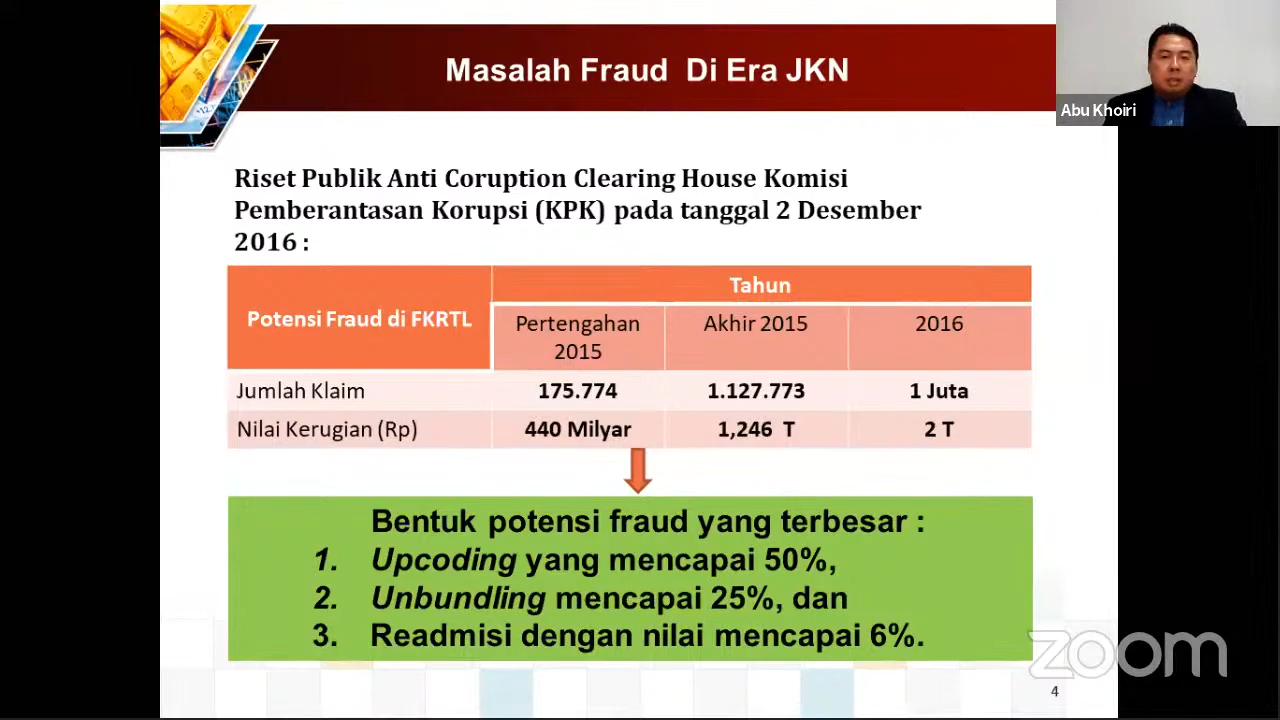 Masalah Fraud Di Era JKN
Abu Khoiri
Riset Publik Anti Coruption Clearing House Komisi
Pemberantasan Korupsi (KPK) pada tanggal 2 Desember
2016 :
Potensi Fraud di FKRTL
Tahun
Pertengahan
2015
Akhir 2015
2016
Jumlah Klaim
175.774
1.127.773
1 Juta
Nilai Kerugian (Rp)
440 Milyar
1,246 T
2 T
Bentuk potensi fraud yang terbesar :
1. Upcoding yang mencapai 50%,
2. Unbundling mencapai 25%, dan
3. Readmisi dengan nilai mencapai 6%.
zoom
4